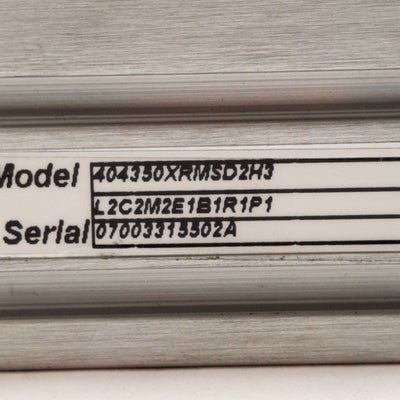 Model 404350XRMSD2H3
L2C2M2E1B1R1P1
Serial 07003315502A